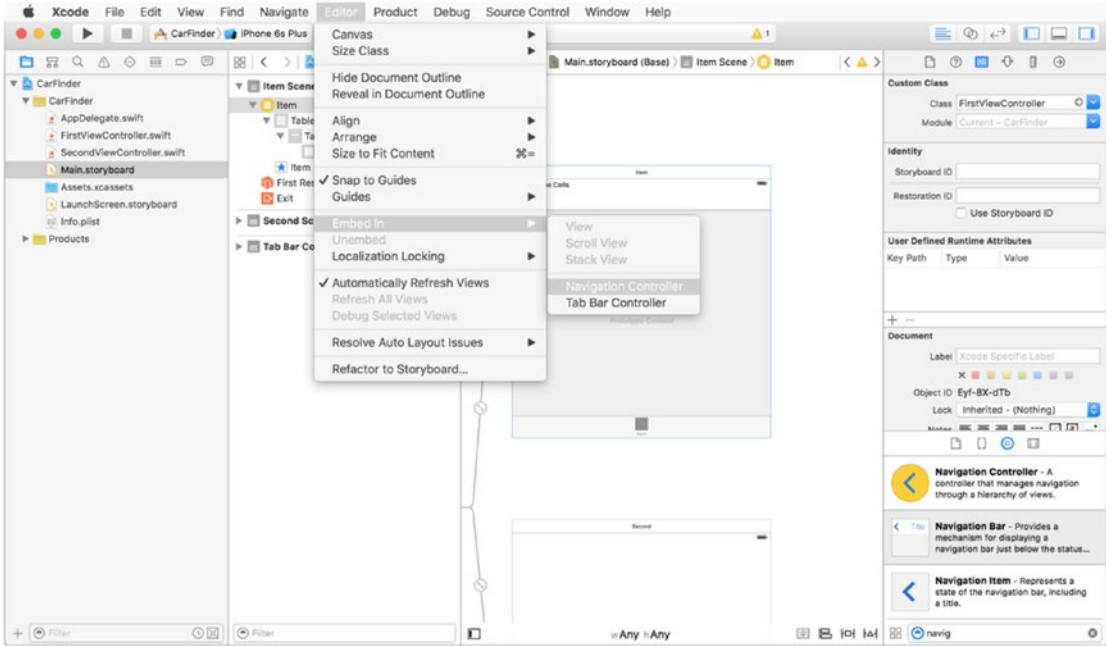 Xcode File Edit View Find Navigate Editor Product Debug Source Control Window Help
CarFinder iPhone 6s Plus
1
Main.storyboard (Base) Item Scene Item
CarFinder
CarFinder
AppDelegate.swift
FirstViewController.swift
SecondViewController.swift
Main.storyboard
Assets.xcassets
LaunchScreen.storyboard
Info.plist
Products
Filter
Item Scene
Item
Table
Ta
Item
First Res
Exit
Second Sc
Tab Bar Co
Filter
Canvas
Size Class
Hide Document Outline
Reveal in Document Outline
Align
Arrange
Size to Fit Content ⌘=
✓ Snap to Guides
Guides
Embed In
Unembed
Localization Locking
✓ Automatically Refresh Views
Refresh All Views
Debug Selected Views
Resolve Auto Layout Issues
Refactor to Storyboard...
View
Scroll View
Stack View
Navigation Controller
Tab Bar Controller
Item
e Cells
Prototype Content
Second
wAny hAny
Custom Class
Class FirstViewController
Module Current – CarFinder
Identity
Storyboard ID
Restoration ID
Use Storyboard ID
User Defined Runtime Attributes
Key Path Type Value
+ –
Document
Label Xcode Specific Label
Object ID Eyf-8X-dTb
Lock Inherited - (Nothing)
Notes
Navigation Controller - A
controller that manages navigation
through a hierarchy of views.
Title
Navigation Bar - Provides a
mechanism for displaying a
navigation bar just below the status...
Navigation Item - Represents a
state of the navigation bar, including
a title.
navig